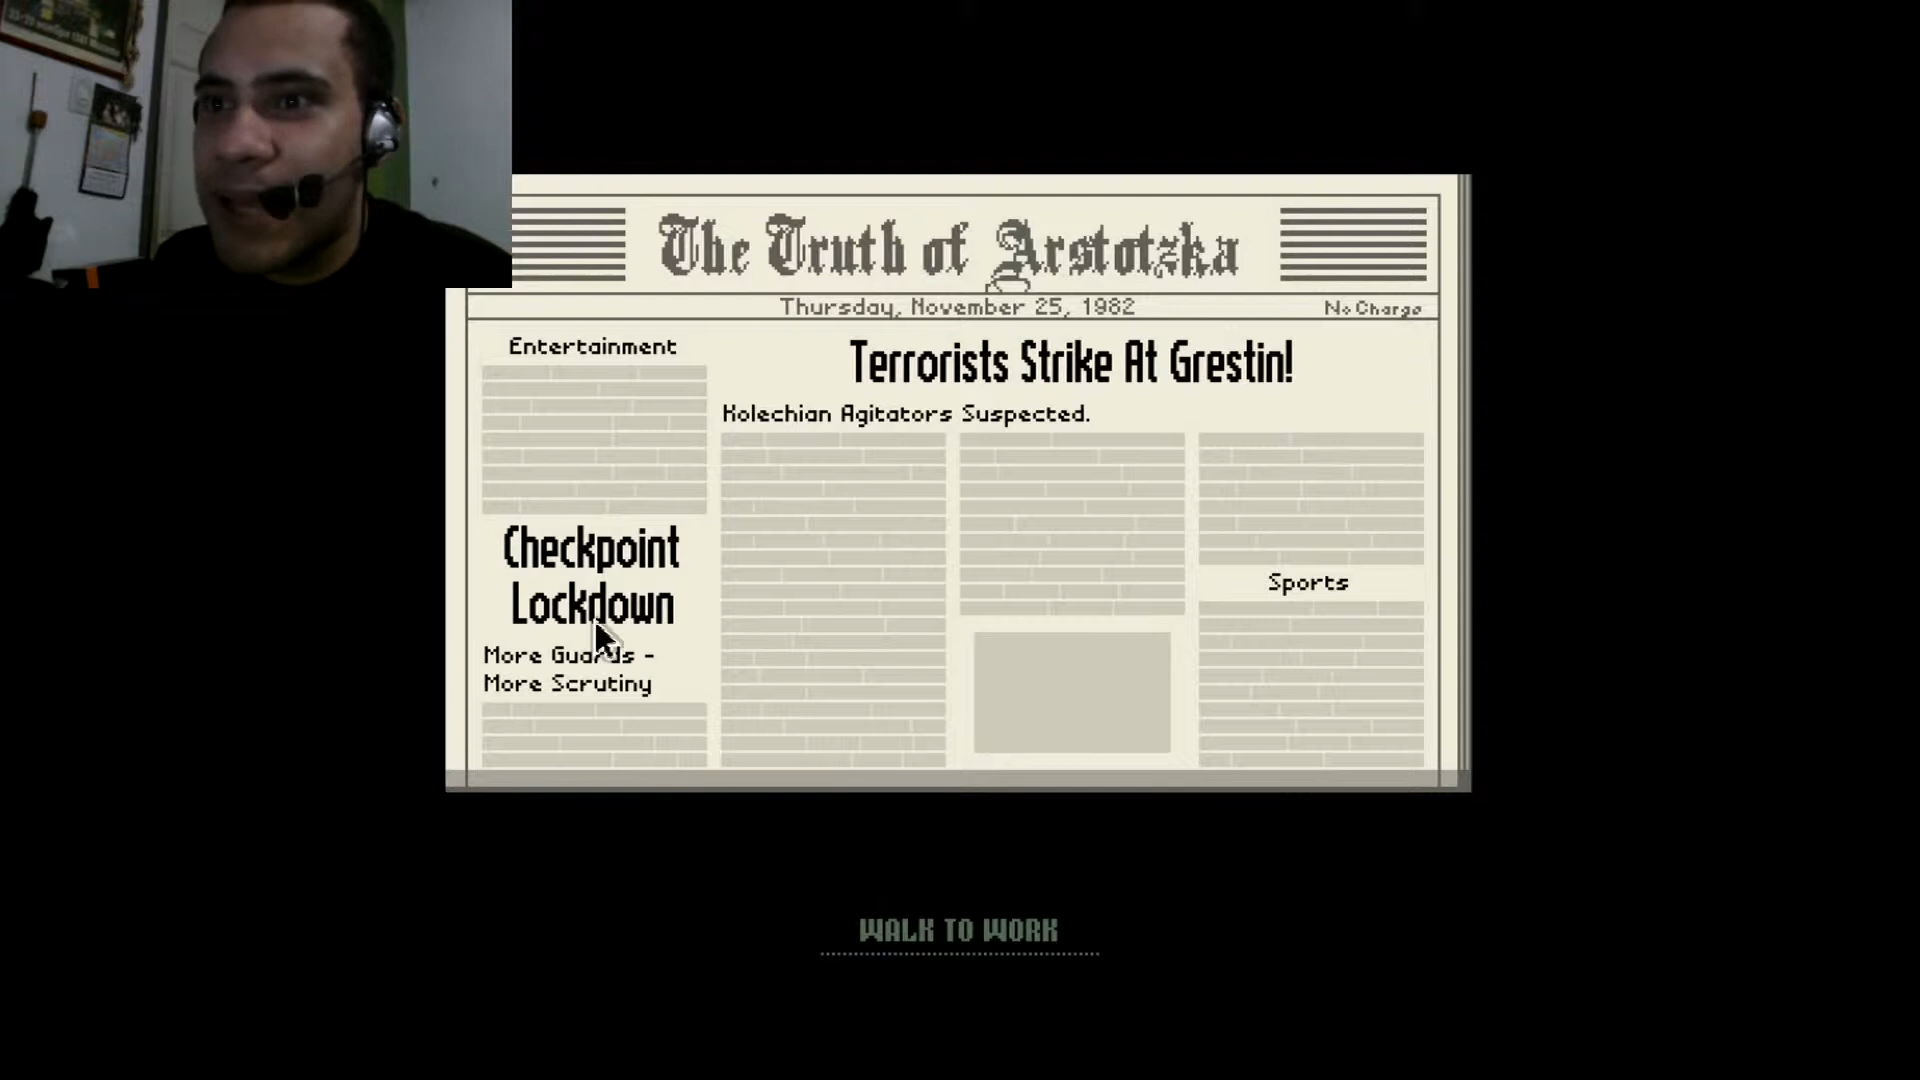 The Truth of Arstotzka
Thursday, November 25, 1982
No Charge
Entertainment
Terrorists Strike At Grestin!
Kolechian Agitators Suspected.
Checkpoint
Lockdown
More Guards -
More Scrutiny
Sports
WALK TO WORK